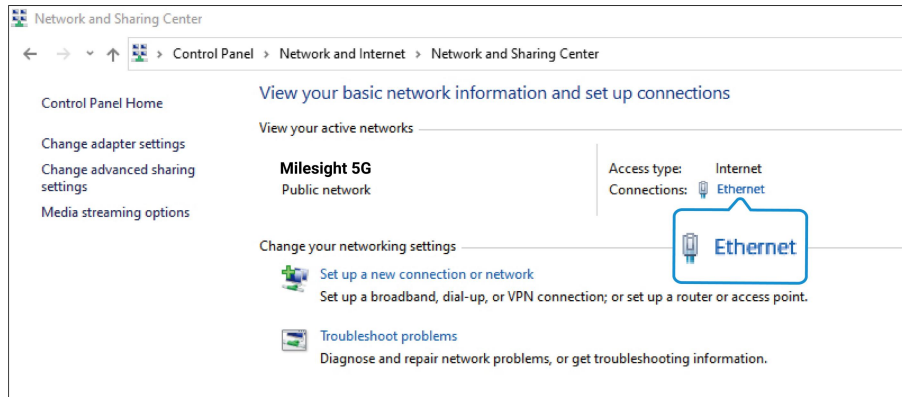 Network and Sharing Center
Control Panel > Network and Internet > Network and Sharing Center
Control Panel Home
Change adapter settings
Change advanced sharing
settings
Media streaming options
View your basic network information and set up connections
View your active networks
Milesight 5G
Public network
Access type: Internet
Connections: Ethernet
Ethernet
Change your networking settings
Set up a new connection or network
Set up a broadband, dial-up, or VPN connection; or set up a router or access point.
Troubleshoot problems
Diagnose and repair network problems, or get troubleshooting information.